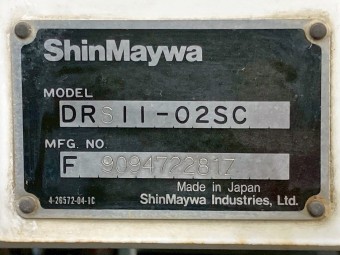 ShinMaywa
MODEL
DRS11-02SC
MFG. NO
F 9094722817
4-26572-04-1C
Made in Japan
ShinMaywa Industries, Ltd.